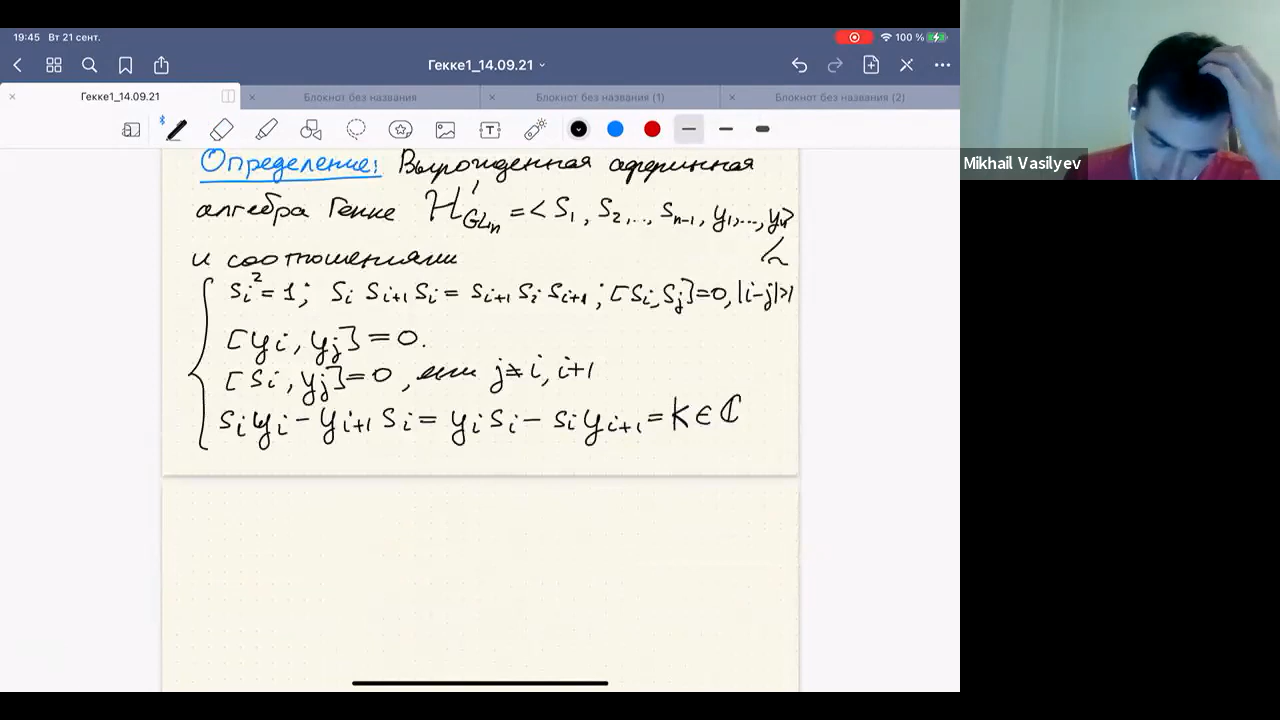 19:45 Вт 21 сент.
100 %
Гекке1_14.09.21
Гекке1_14.09.21
Блокнот без названия
Блокнот без названия (1)
Блокнот без названия (2)
Mikhail Vasilyev
Определение: Вырожденная аффинная
алгебра Гекке H'_{GL_n} = < S_1, S_2, .., S_{n-1}, y_1, ..., y_n >
и соотношениями
S_i^2 = 1; S_i S_{i+1} S_i = S_{i+1} S_i S_{i+1}; [S_i, S_j] = 0, |i-j|>1
[y_i, y_j] = 0.
[S_i, y_j] = 0, если j ≠ i, i+1
S_i y_i - y_{i+1} S_i = y_i S_i - S_i y_{i+1} = K ∈ ℂ